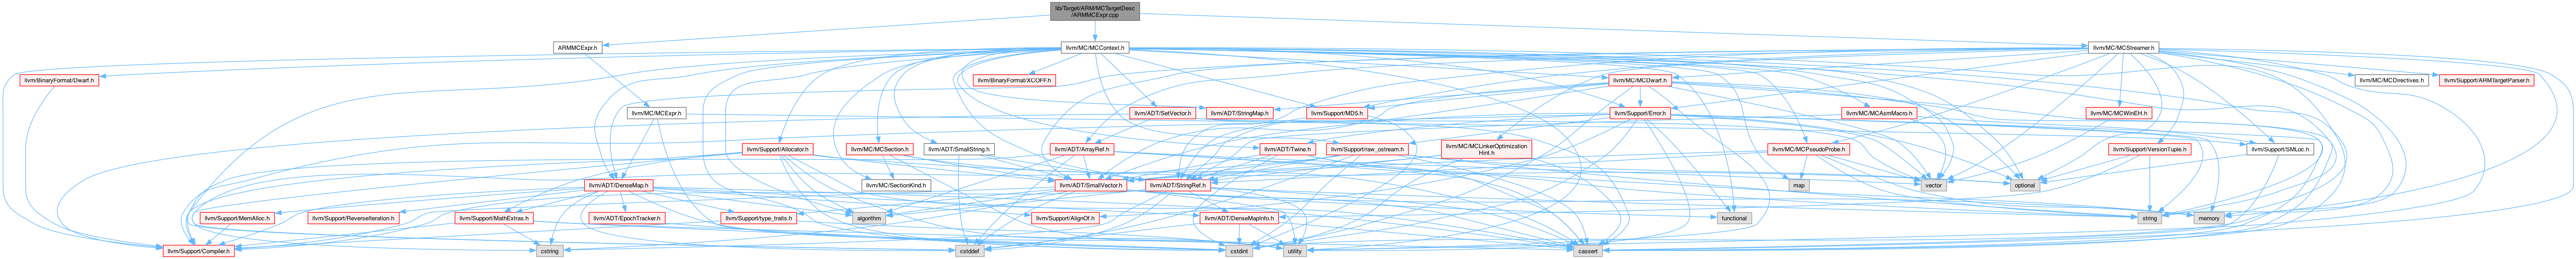 lib/Target/ARM/MCTargetDesc
/ARMMCExpr.cpp
ARMMCExpr.h
llvm/MC/MCContext.h
llvm/MC/MCStreamer.h
llvm/BinaryFormat/Dwarf.h
llvm/BinaryFormat/XCOFF.h
llvm/MC/MCDwarf.h
llvm/MC/MCDirectives.h
llvm/Support/ARMTargetParser.h
llvm/MC/MCExpr.h
llvm/ADT/SetVector.h
llvm/ADT/StringMap.h
llvm/Support/MD5.h
llvm/Support/Error.h
llvm/MC/MCAsmMacro.h
llvm/MC/MCWinEH.h
llvm/Support/Allocator.h
llvm/MC/MCSection.h
llvm/ADT/SmallString.h
llvm/ADT/ArrayRef.h
llvm/ADT/Twine.h
llvm/Support/raw_ostream.h
llvm/MC/MCLinkerOptimization
Hint.h
llvm/MC/MCPseudoProbe.h
llvm/Support/VersionTuple.h
llvm/Support/SMLoc.h
llvm/ADT/DenseMap.h
llvm/MC/SectionKind.h
llvm/ADT/SmallVector.h
llvm/ADT/StringRef.h
map
vector
optional
llvm/Support/MemAlloc.h
llvm/Support/ReverseIteration.h
llvm/Support/MathExtras.h
llvm/ADT/EpochTracker.h
llvm/Support/type_traits.h
algorithm
llvm/Support/AlignOf.h
llvm/ADT/DenseMapInfo.h
functional
string
memory
llvm/Support/Compiler.h
cstring
cstddef
cstdint
utility
cassert